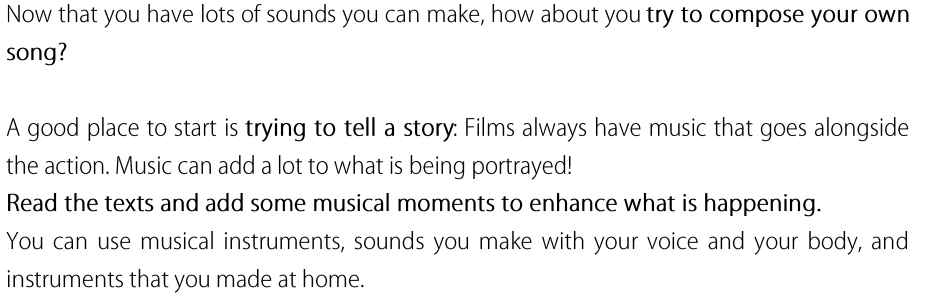 Now that you have lots of sounds you can make, how about you try to compose your own
song?
A good place to start is trying to tell a story: Films always have music that goes alongside
the action. Music can add a lot to what is being portrayed!
Read the texts and add some musical moments to enhance what is happening.
You can use musical instruments, sounds you make with your voice and your body, and
instruments that you made at home.